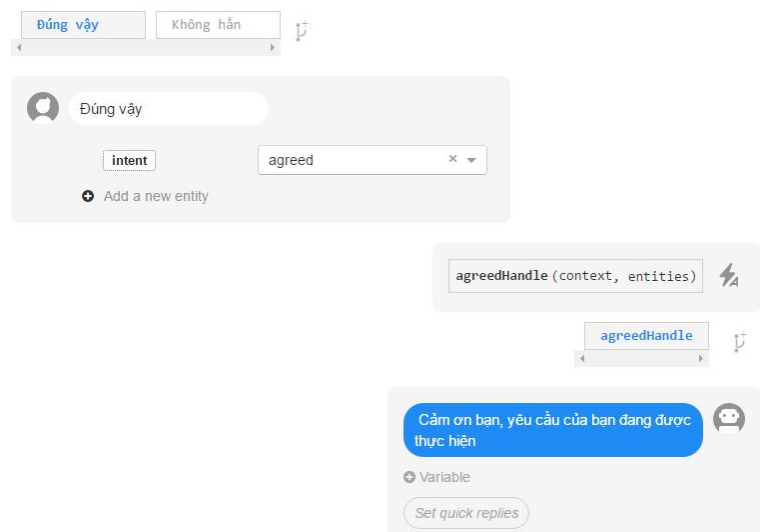 Đúng vậy Không hẳn
Đúng vậy
intent agreed
Add a new entity
agreedHandle(context, entities)
agreedHandle
Cảm ơn bạn, yêu cầu của bạn đang được
thực hiện
Variable
Set quick replies